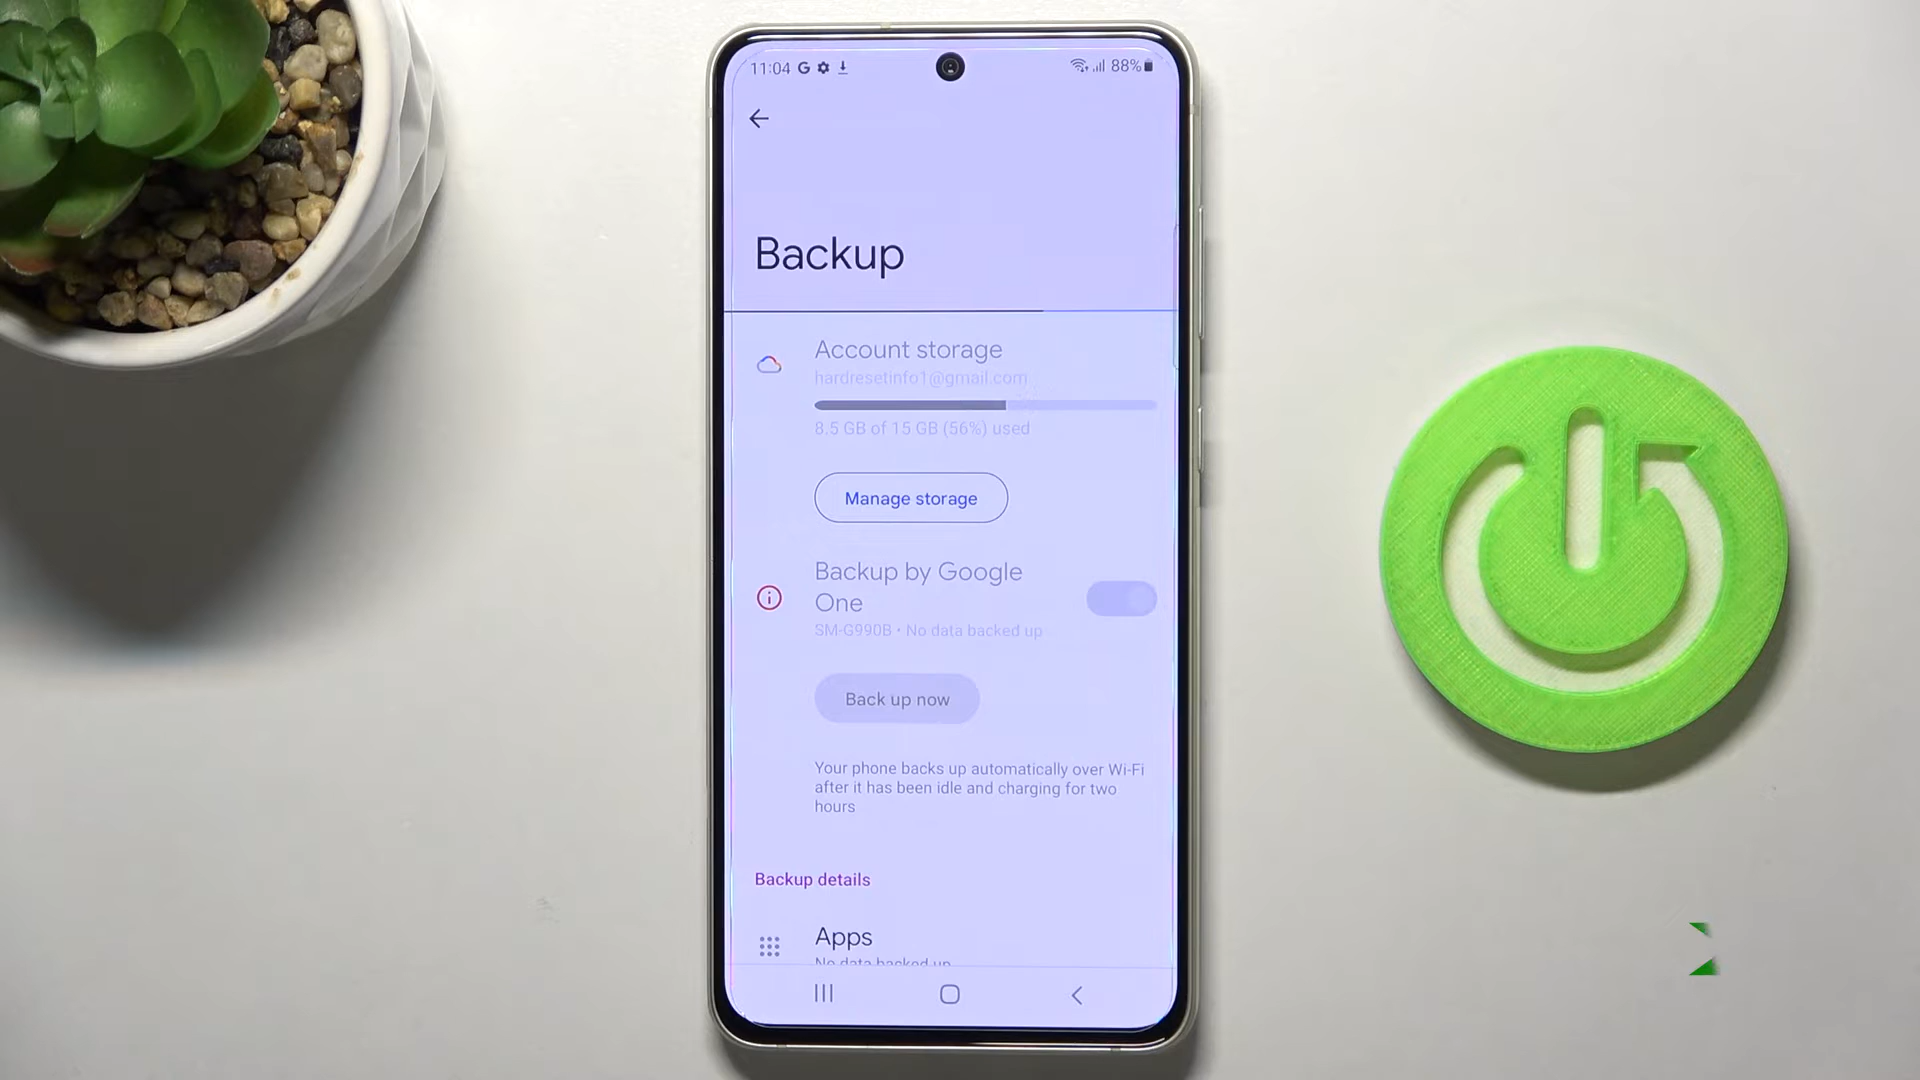 11:04 G
88%
Backup
Account storage
hardresetinfo1@gmail.com
8.5 GB of 15 GB (56%) used
Manage storage
Backup by Google
One
SM-G990B • No data backed up
Back up now
Your phone backs up automatically over Wi-Fi
after it has been idle and charging for two
hours
Backup details
Apps
No data backed up